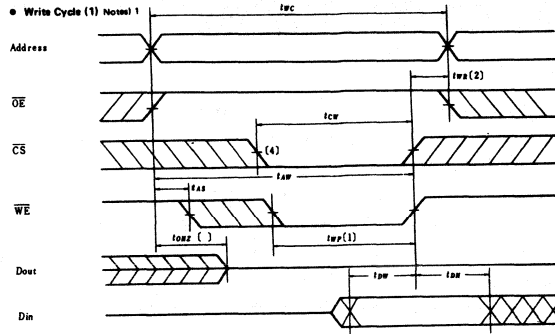 ● Write Cycle (1) Notes) 1
tWC
Address
tWR(2)
OE
tCW
CS
(4)
tAW
tAS
WE
tOHZ ( )
tWP(1)
Dout
tDW
tDH
Din